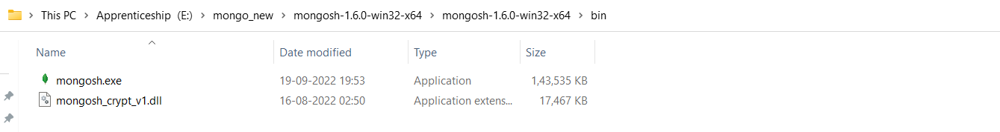 This PC > Apprenticeship (E:) > mongo_new > mongosh-1.6.0-win32-x64 > mongosh-1.6.0-win32-x64 > bin
Name Date modified Type Size
mongosh.exe 19-09-2022 19:53 Application 1,43,535 KB
mongosh_crypt_v1.dll 16-08-2022 02:50 Application extens... 17,467 KB